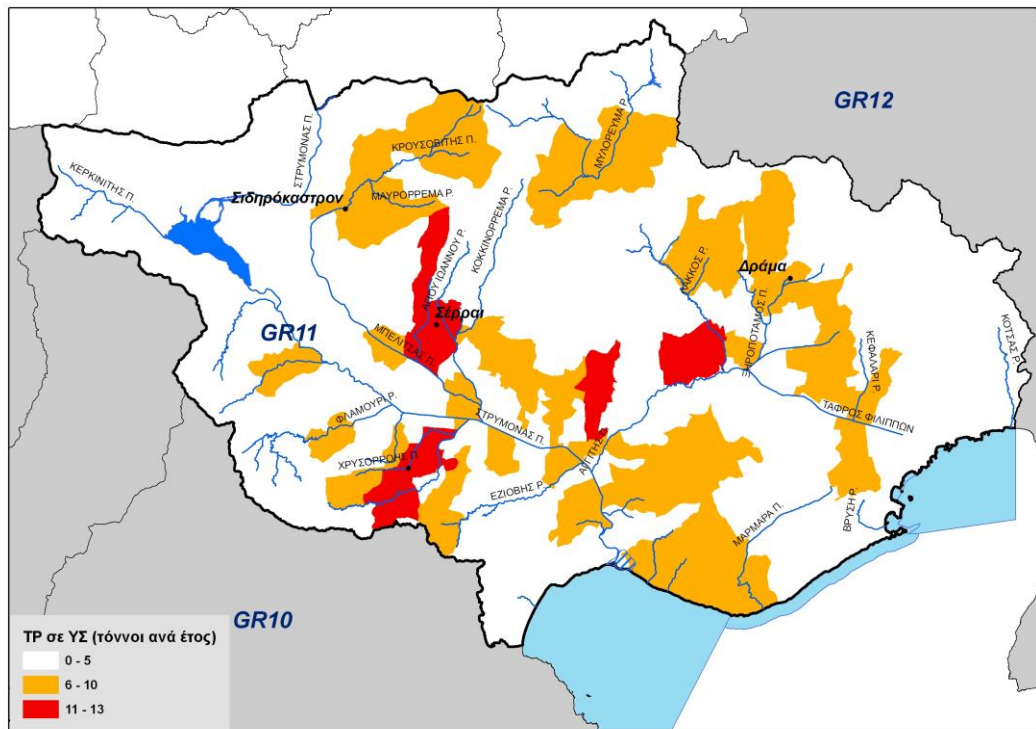 GR12
ΚΡΟΥΣΟΒΙΤΗΣ Π.
ΜΥΛΟΡΕΥΜΑ Ρ.
ΣΤΡΥΜΟΝΑΣ Π.
ΚΕΡΚΙΝΙΤΗΣ Π.
Σιδηρόκαστρον
ΜΑΥΡΟΡΡΕΜΑ Ρ.
ΚΟΚΚΙΝΟΡΡΕΜΑ Ρ.
ΑΓΙΟΥ ΙΩΑΝΝΟΥ Ρ.
ΛΑΚΚΟΣ Ρ.
Δράμα
Σέρραι
GR11
ΜΠΕΛΙΤΣΑΣ Π.
ΞΗΡΟΠΟΤΑΜΟΣ Π.
ΚΕΦΑΛΑΡΙ Ρ.
ΚΟΤΣΑΣ Ρ.
ΦΛΑΜΟΥΡΙ Ρ.
ΣΤΡΥΜΟΝΑΣ Π.
ΤΑΦΡΟΣ ΦΙΛΙΠΠΩΝ
ΧΡΥΣΟΡΡΟΗΣ Π.
ΑΓΓΙΤΗΣ
ΕΖΙΟΒΗΣ Ρ.
ΜΑΡΜΑΡΑ Π.
ΒΡΥΣΗ Ρ.
GR10
TP σε ΥΣ (τόννοι ανά έτος)
0 - 5
6 - 10
11 - 13